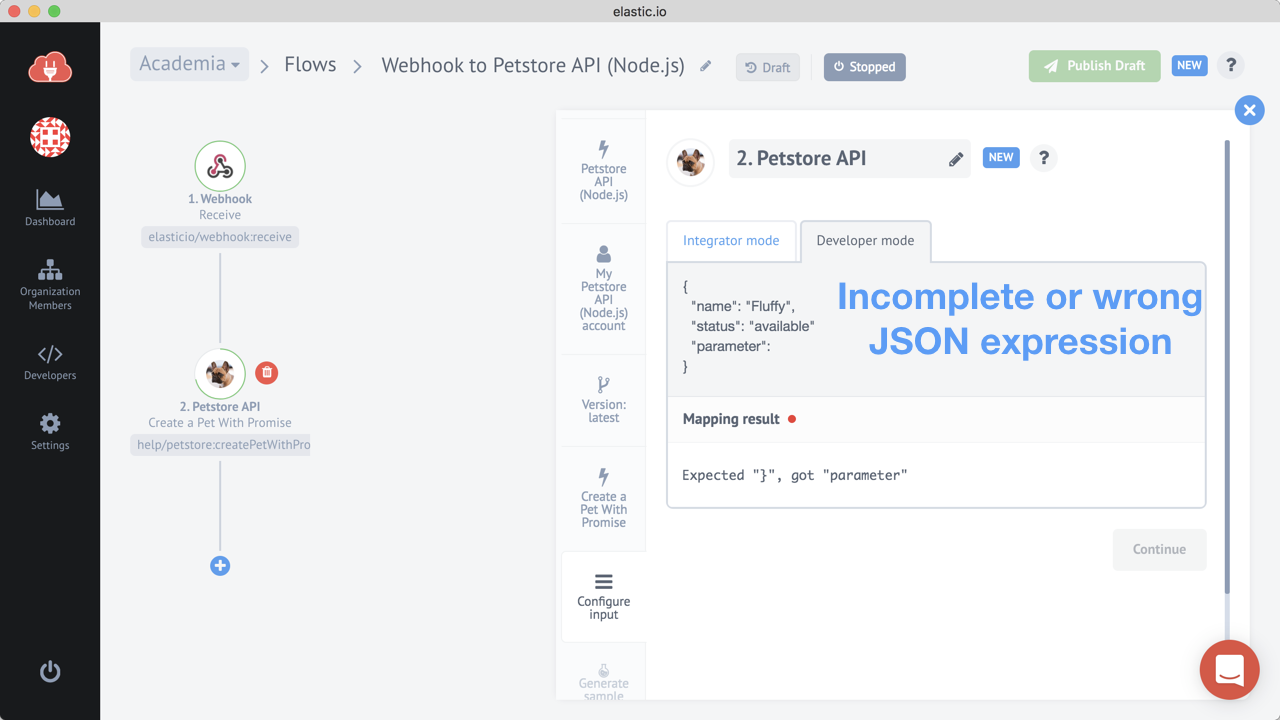 elastic.io
Academia
Flows
Webhook to Petstore API (Node.js)
Draft
Stopped
Publish Draft
NEW
?
Dashboard
Organization
Members
Developers
Settings
1. Webhook
Receive
elasticio/webhook:receive
2. Petstore API
Create a Pet With Promise
help/petstore:createPetWithPro
Petstore
API
(Node.js)
My
Petstore
API
(Node.js)
account
Version:
latest
Create a
Pet With
Promise
Configure
input
Generate
sample
2. Petstore API
NEW
?
Integrator mode
Developer mode
{
"name": "Fluffy",
"status": "available"
"parameter":
}
Incomplete or wrong
JSON expression
Mapping result
Expected "}", got "parameter"
Continue